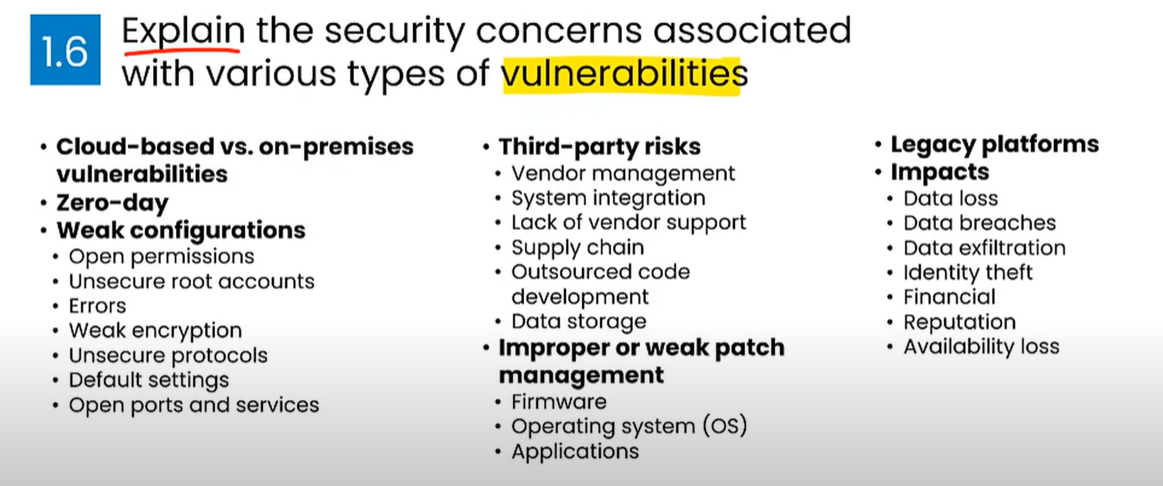 1.6
Explain the security concerns associated
with various types of vulnerabilities
• Cloud-based vs. on-premises
vulnerabilities
• Zero-day
• Weak configurations
• Open permissions
• Unsecure root accounts
• Errors
• Weak encryption
• Unsecure protocols
• Default settings
• Open ports and services
• Third-party risks
• Vendor management
• System integration
• Lack of vendor support
• Supply chain
• Outsourced code
development
• Data storage
• Improper or weak patch
management
• Firmware
• Operating system (OS)
• Applications
• Legacy platforms
• Impacts
• Data loss
• Data breaches
• Data exfiltration
• Identity theft
• Financial
• Reputation
• Availability loss